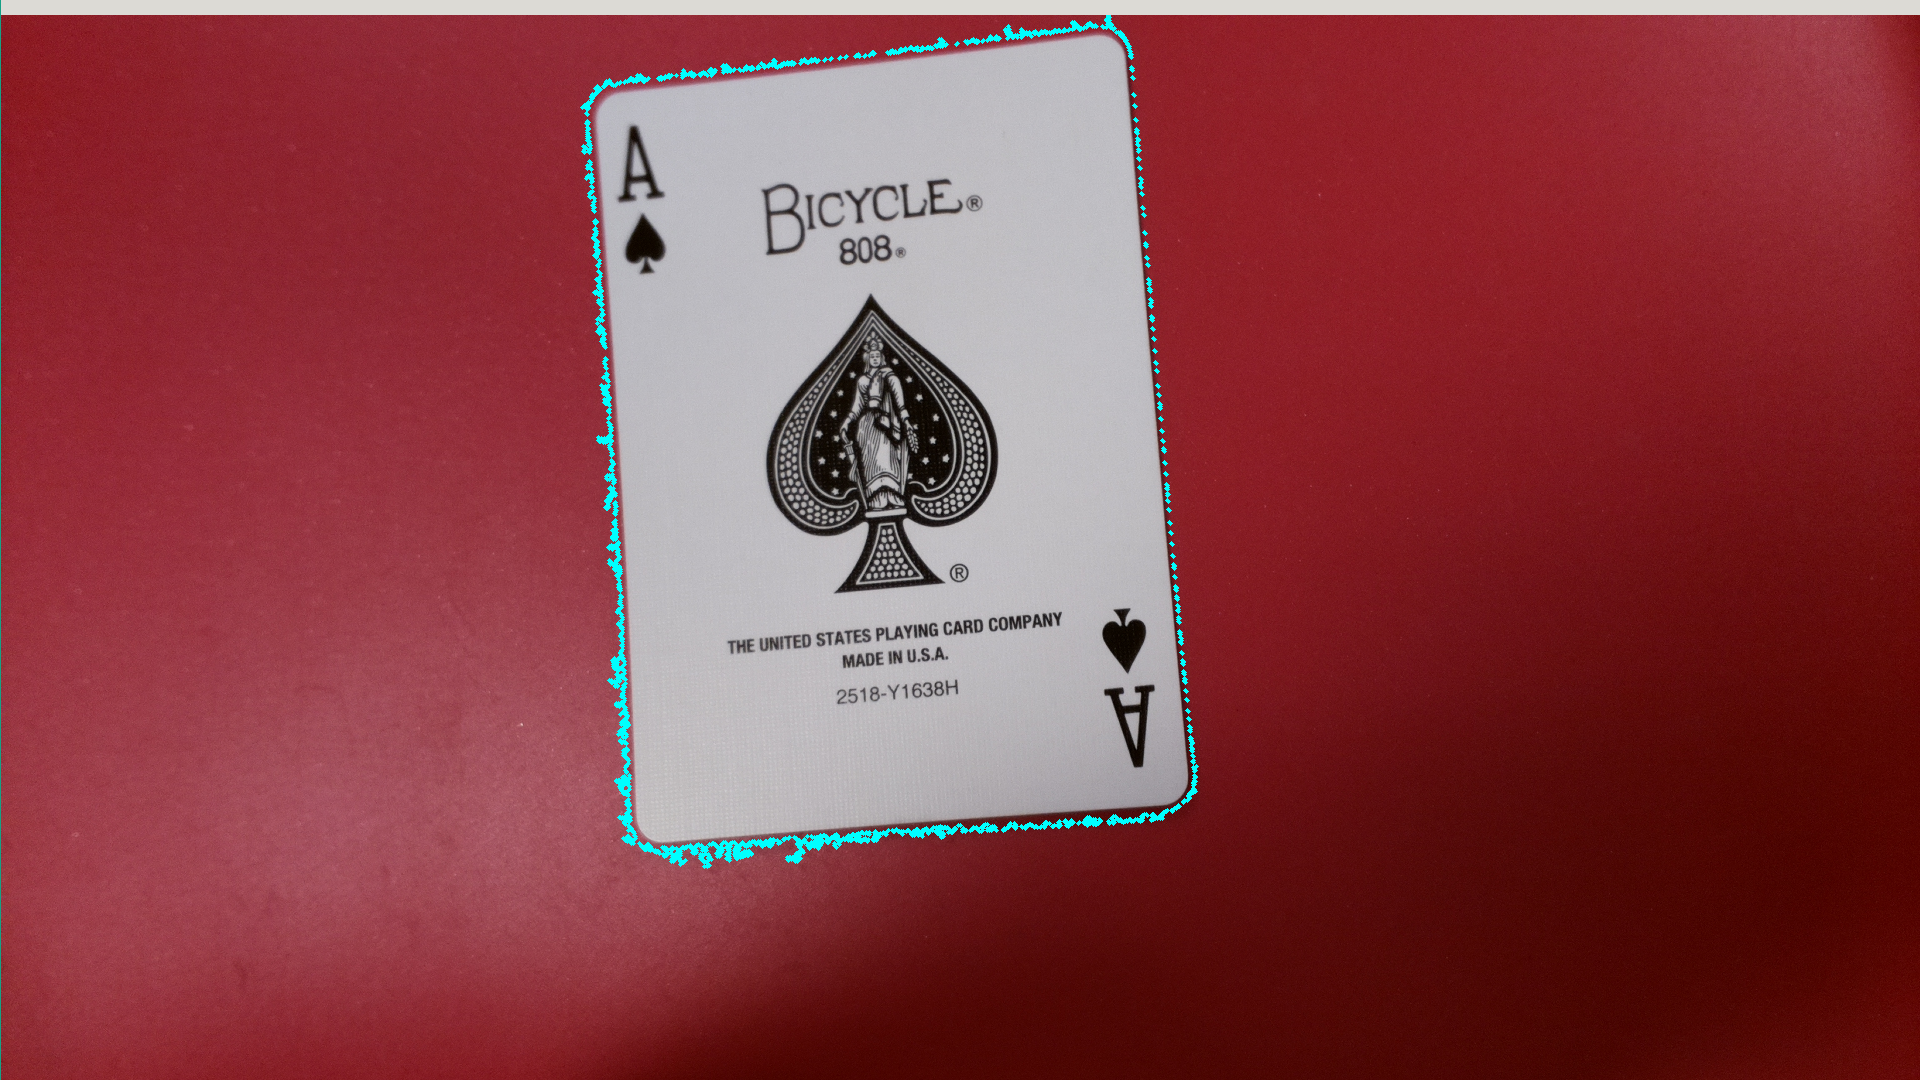 A
BICYCLE®
808®
®
THE UNITED STATES PLAYING CARD COMPANY
MADE IN U.S.A.
2518-Y1638H
A